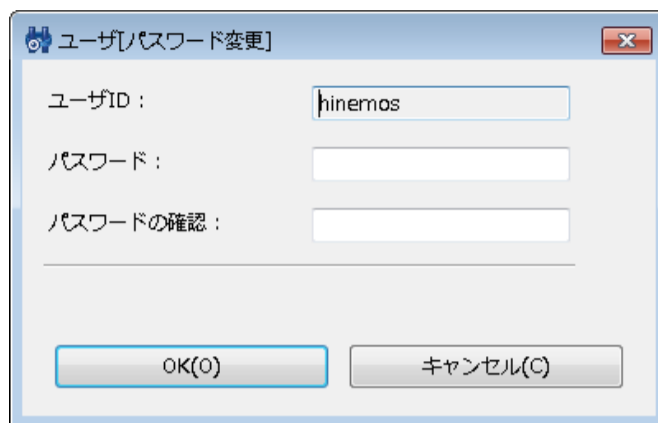 ユーザ[パスワード変更]
ユーザID： hinemos
パスワード：
パスワードの確認：
OK(O) キャンセル(C)